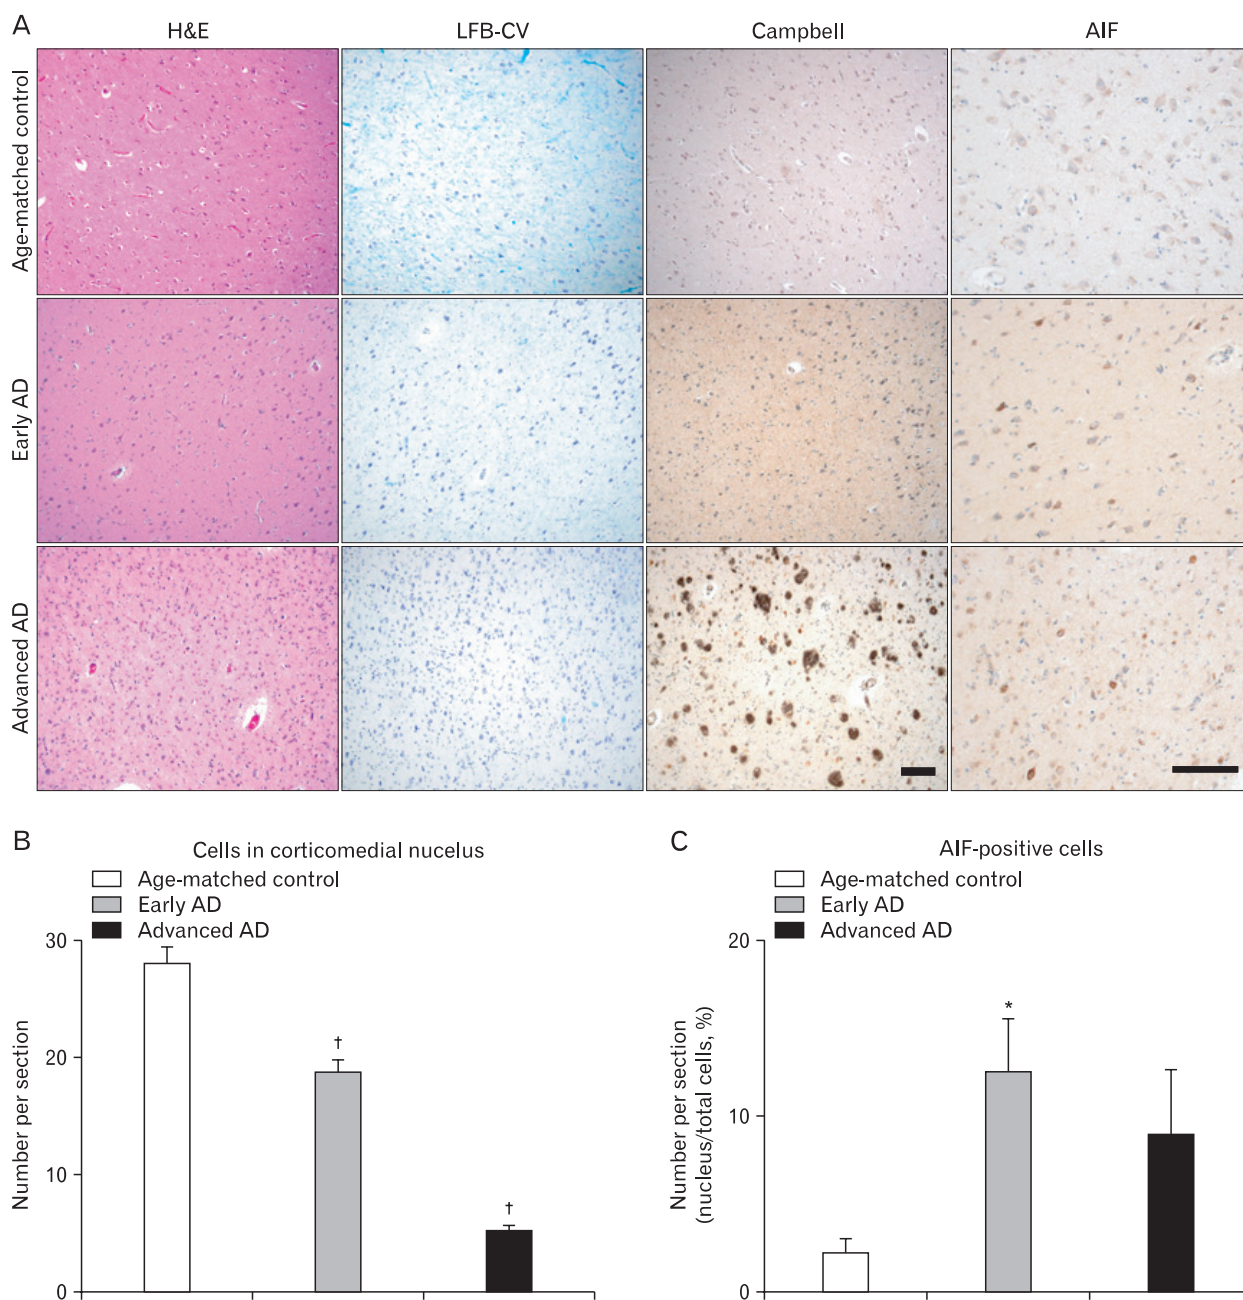 A
H&E
LFB-CV
Campbell
AIF
Age-matched control
Early AD
Advanced AD
B
Cells in corticomedial nucelus
Age-matched control
Early AD
Advanced AD
Number per section
30
20
10
0
†
†
C
AIF-positive cells
Age-matched control
Early AD
Advanced AD
Number per section
(nucleus/total cells, %)
20
10
0
*